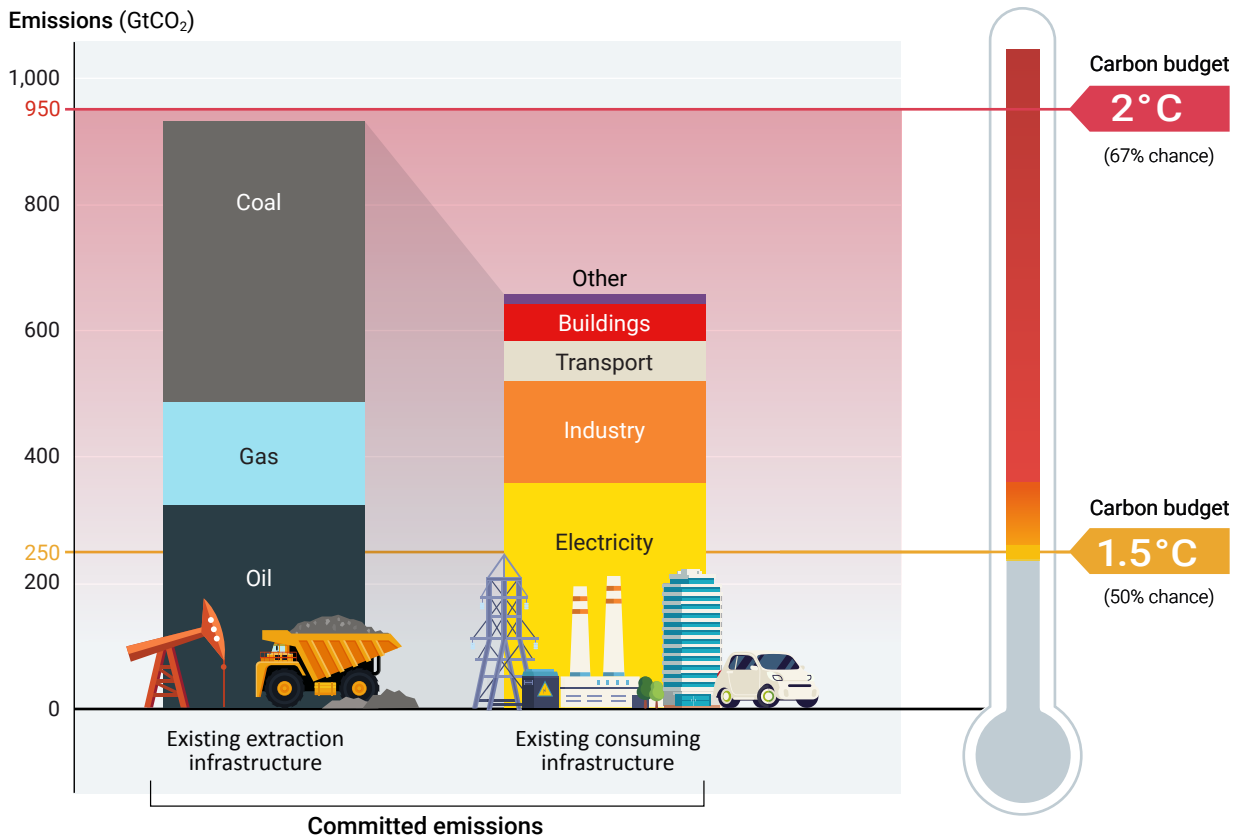 Emissions (GtCO₂)
1,000
950
800
600
400
250
200
0
Coal
Gas
Oil
Other
Buildings
Transport
Industry
Electricity
Existing extraction
infrastructure
Existing consuming
infrastructure
Committed emissions
Carbon budget
2°C
(67% chance)
Carbon budget
1.5°C
(50% chance)